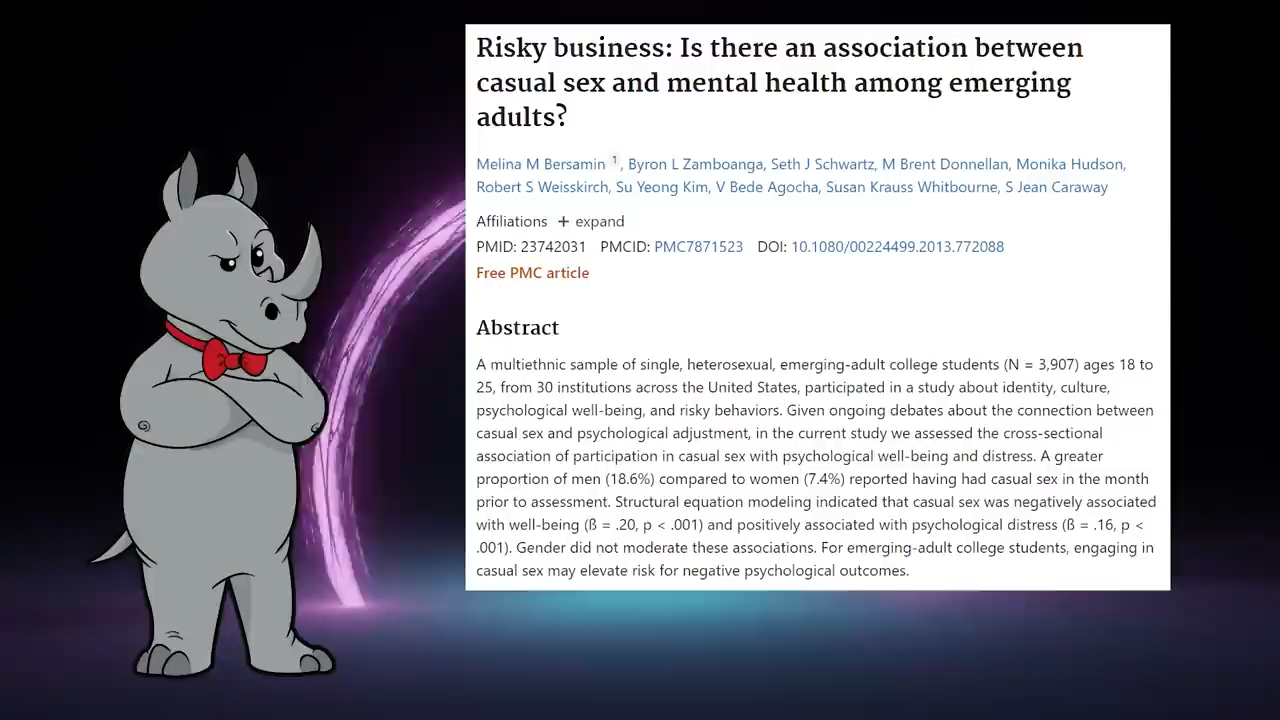 Risky business: Is there an association between
casual sex and mental health among emerging
adults?
Melina M Bersamin 1, Byron L Zamboanga, Seth J Schwartz, M Brent Donnellan, Monika Hudson,
Robert S Weisskirch, Su Yeong Kim, V Bede Agocha, Susan Krauss Whitbourne, S Jean Caraway
Affiliations + expand
PMID: 23742031 PMCID: PMC7871523 DOI: 10.1080/00224499.2013.772088
Free PMC article
Abstract
A multiethnic sample of single, heterosexual, emerging-adult college students (N = 3,907) ages 18 to
25, from 30 institutions across the United States, participated in a study about identity, culture,
psychological well-being, and risky behaviors. Given ongoing debates about the connection between
casual sex and psychological adjustment, in the current study we assessed the cross-sectional
association of participation in casual sex with psychological well-being and distress. A greater
proportion of men (18.6%) compared to women (7.4%) reported having had casual sex in the month
prior to assessment. Structural equation modeling indicated that casual sex was negatively associated
with well-being (ß = .20, p < .001) and positively associated with psychological distress (ß = .16, p <
.001). Gender did not moderate these associations. For emerging-adult college students, engaging in
casual sex may elevate risk for negative psychological outcomes.